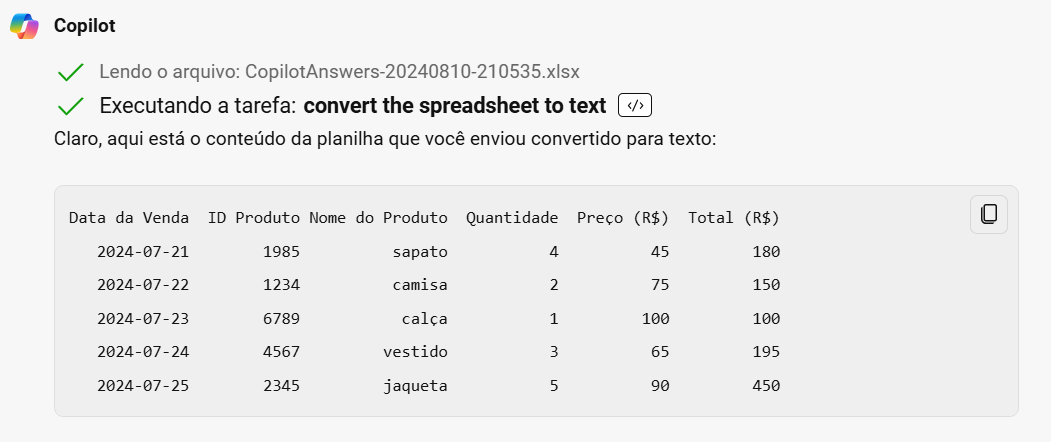 Copilot
Lendo o arquivo: CopilotAnswers-20240810-210535.xlsx
Executando a tarefa: convert the spreadsheet to text </>
Claro, aqui está o conteúdo da planilha que você enviou convertido para texto:
Data da Venda ID Produto Nome do Produto Quantidade Preço (R$) Total (R$)
2024-07-21 1985 sapato 4 45 180
2024-07-22 1234 camisa 2 75 150
2024-07-23 6789 calça 1 100 100
2024-07-24 4567 vestido 3 65 195
2024-07-25 2345 jaqueta 5 90 450